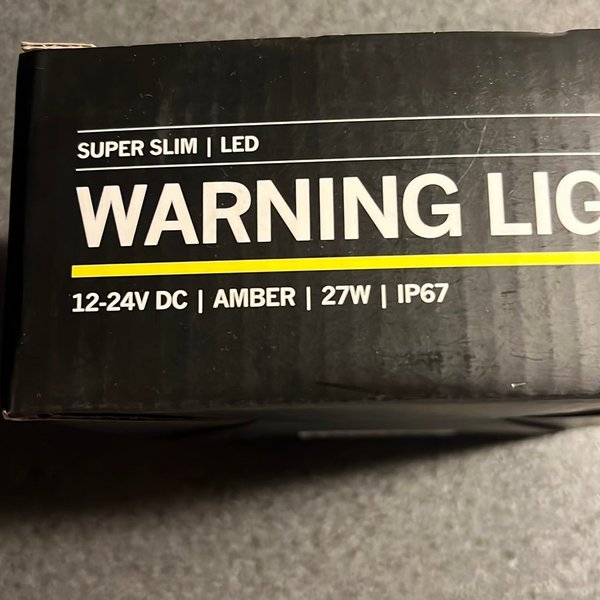 SUPER SLIM | LED
WARNING LIG
12-24V DC | AMBER | 27W | IP67